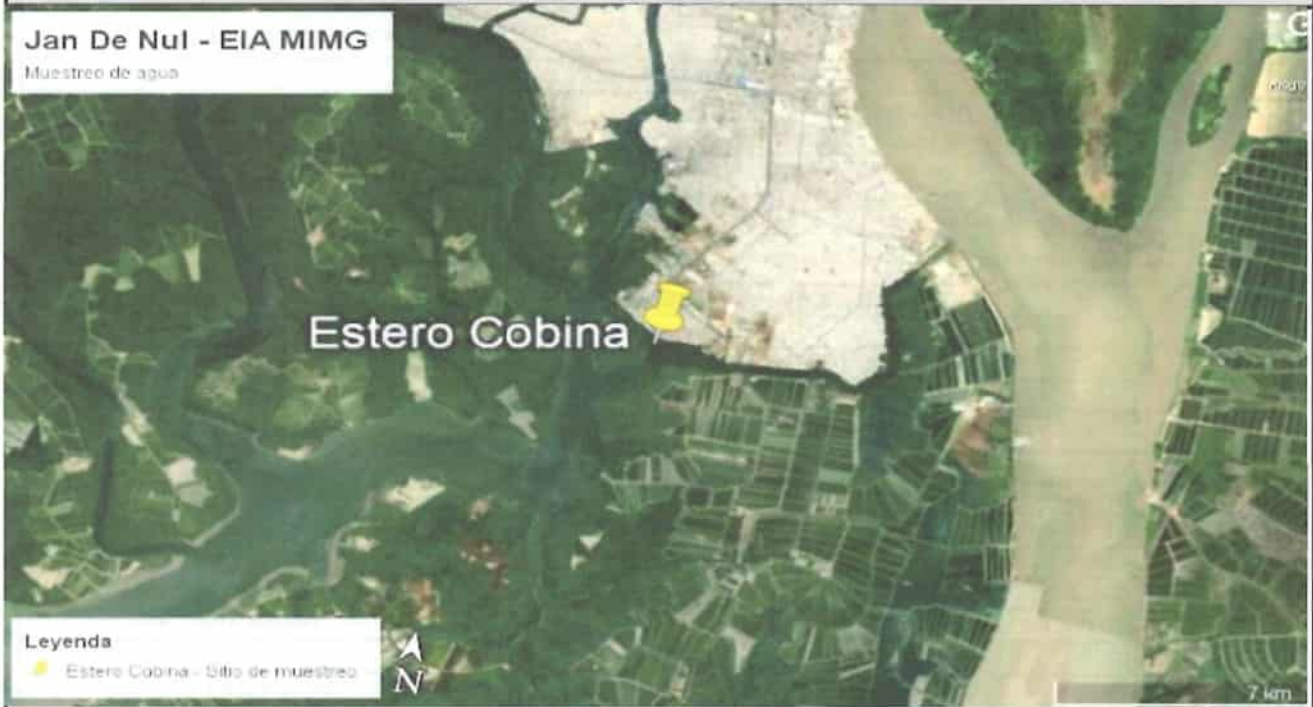 Jan De Nul - EIA MIMG
Muestreo de agua
Estero Cobina
Leyenda
Estero Cobina - Sitio de muestreo
N
7 km